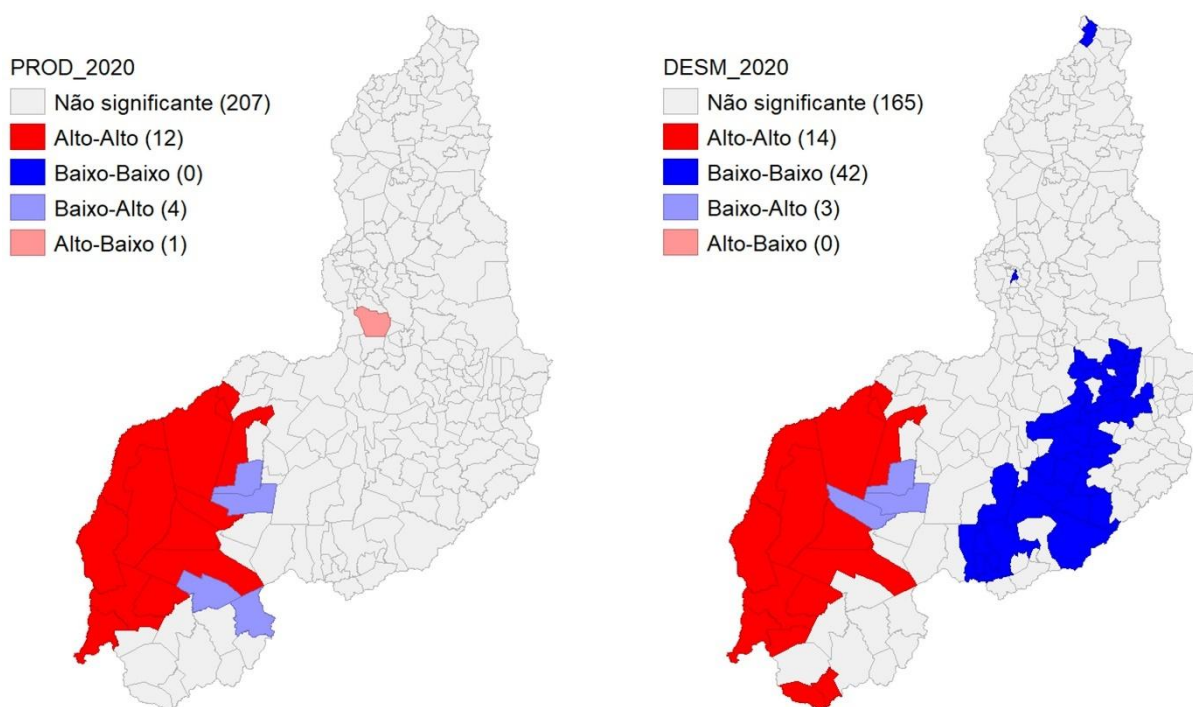 PROD_2020
Não significante (207)
Alto-Alto (12)
Baixo-Baixo (0)
Baixo-Alto (4)
Alto-Baixo (1)
DESM_2020
Não significante (165)
Alto-Alto (14)
Baixo-Baixo (42)
Baixo-Alto (3)
Alto-Baixo (0)